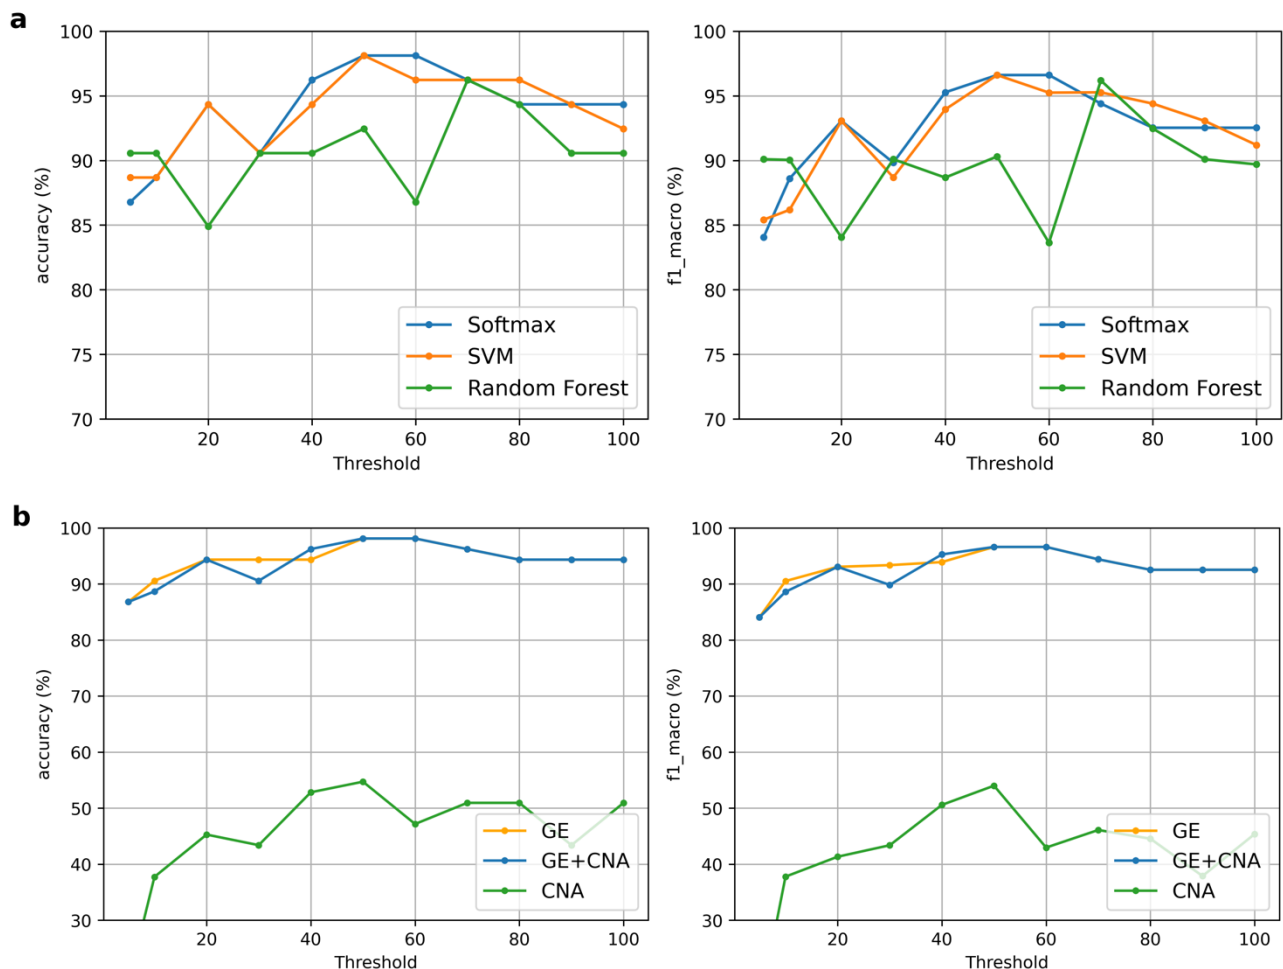 a
100
95
90
85
80
75
70
accuracy (%)
20
40
60
80
100
Threshold
Softmax
SVM
Random Forest
100
95
90
85
80
75
70
f1_macro (%)
20
40
60
80
100
Threshold
Softmax
SVM
Random Forest
b
100
90
80
70
60
50
40
30
accuracy (%)
20
40
60
80
100
Threshold
GE
GE+CNA
CNA
100
90
80
70
60
50
40
30
f1_macro (%)
20
40
60
80
100
Threshold
GE
GE+CNA
CNA